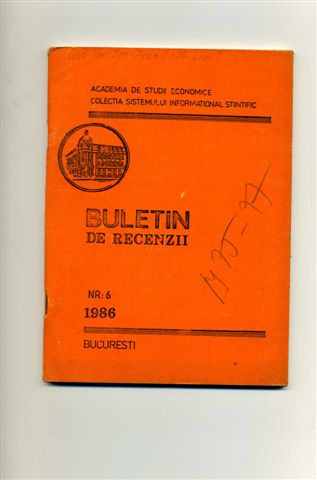 ACADEMIA DE STUDII ECONOMICE
COLECTIA SISTEMULUI INFORMATIONAL STIINTIFIC
BULETIN
DE RECENZII
NR: 6
1986
BUCURESTI